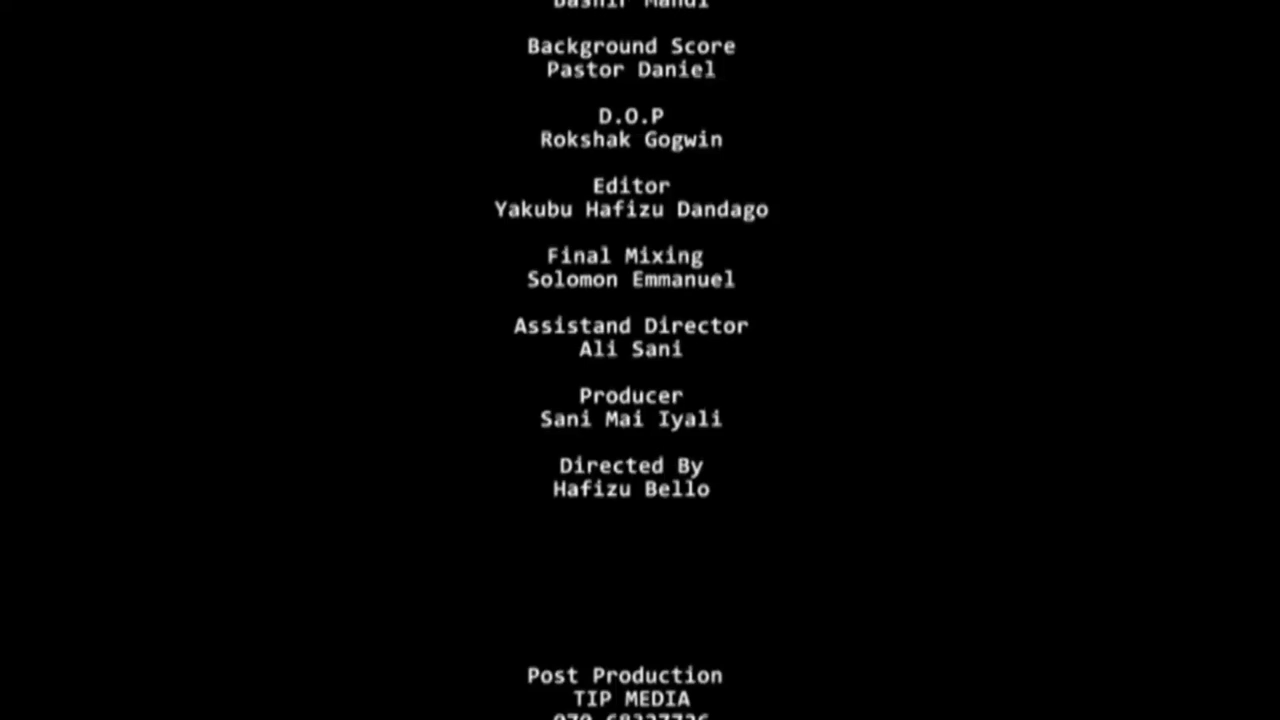 Background Score
Pastor Daniel
D.O.P
Rokshak Gogwin
Editor
Yakubu Hafizu Dandago
Final Mixing
Solomon Emmanuel
Assistand Director
Ali Sani
Producer
Sani Mai Iyali
Directed By
Hafizu Bello
Post Production
TIP MEDIA